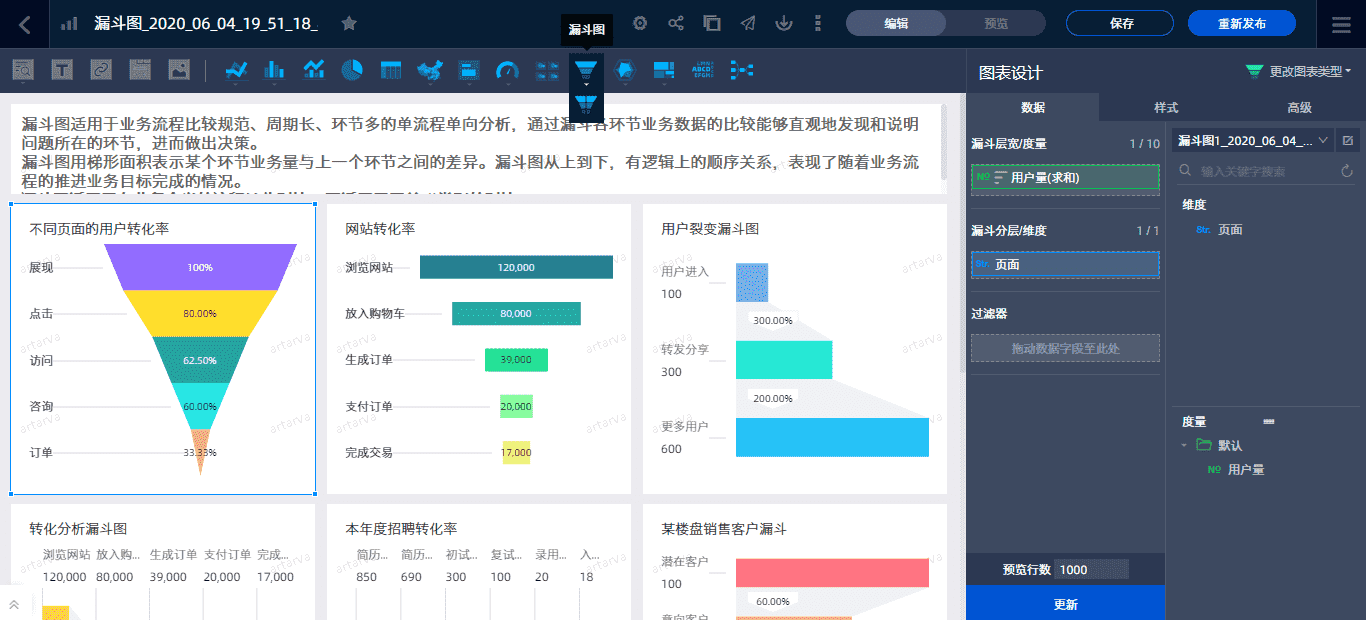 漏斗图_2020_06_04_19_51_18_
漏斗图
编辑
预览
保存
重新发布
图表设计
更改图表类型
数据
样式
高级
漏斗图适用于业务流程比较规范、周期长、环节多的单流程单向分析，通过漏斗各环节业务数据的比较能够直观地发现和说明
问题所在的环节，进而做出决策。
漏斗图用梯形面积表示某个环节业务量与上一个环节之间的差异。漏斗图从上到下，有逻辑上的顺序关系，表现了随着业务流
程的推进业务目标完成的情况。
不同页面的用户转化率
展现
100%
点击
80.00%
访问
62.50%
咨询
60.00%
订单
33.33%
网站转化率
浏览网站
120,000
放入购物车
80,000
生成订单
39,000
支付订单
20,000
完成交易
17,000
用户裂变漏斗图
用户进入
100
300.00%
转发分享
300
200.00%
更多用户
600
转化分析漏斗图
浏览网站 放入购... 生成订单 支付订单 完成...
120,000 80,000 39,000 20,000 17,000
本年度招聘转化率
简历... 简历... 初试... 复试... 录用... 入...
850 690 300 100 20 18
某楼盘销售客户漏斗
潜在客户
100
60.00%
意向客户
artarva
漏斗层宽/度量
1 / 10
Nº 用户量(求和)
漏斗分层/维度
1 / 1
Str. 页面
过滤器
拖动数据字段至此处
预览行数 1000
更新
漏斗图1_2020_06_04_...
输入关键字搜索
维度
Str. 页面
度量
默认
Nº 用户量